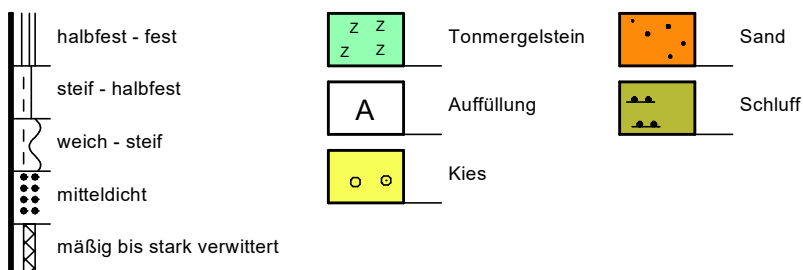 halbfest - fest
steif - halbfest
weich - steif
mitteldicht
mäßig bis stark verwittert
Z Z
Z Z
Tonmergelstein
A
Auffüllung
Kies
Sand
Schluff